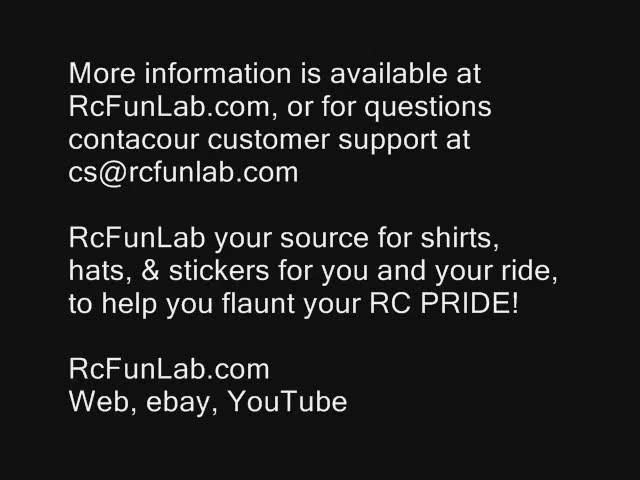 More information is available at
RcFunLab.com, or for questions
contacour customer support at
cs@rcfunlab.com
RcFunLab your source for shirts,
hats, & stickers for you and your ride,
to help you flaunt your RC PRIDE!
RcFunLab.com
Web, ebay, YouTube